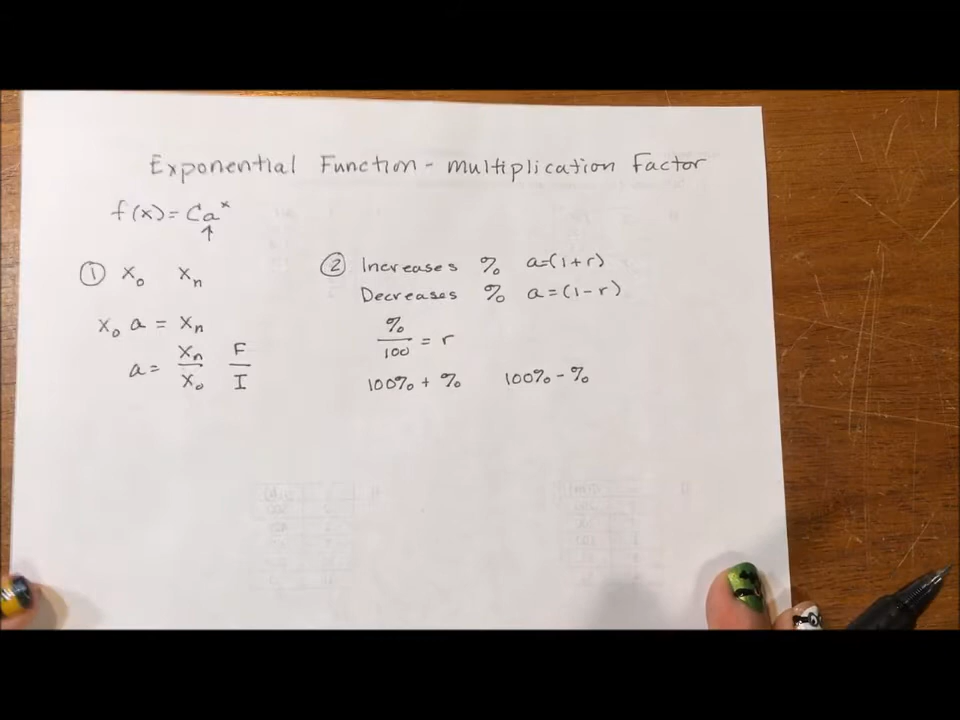 Exponential Function - multiplication Factor
f(x) = Ca^x
↑
① x₀ xₙ
x₀ a = xₙ
a = xₙ/x₀ F/I
② Increases % a=(1+r)
Decreases % a=(1-r)
%/100 = r
100% + % 100% - %